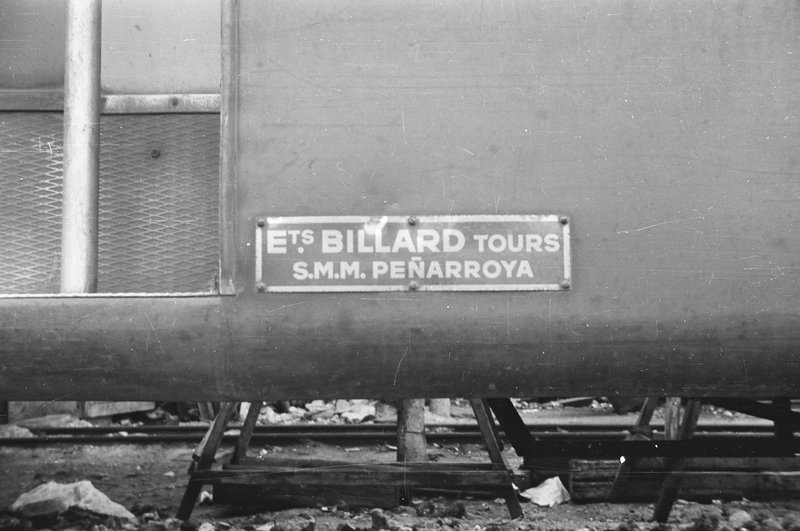 ETS. BILLARD TOURS
S.M.M. PEÑARROYA